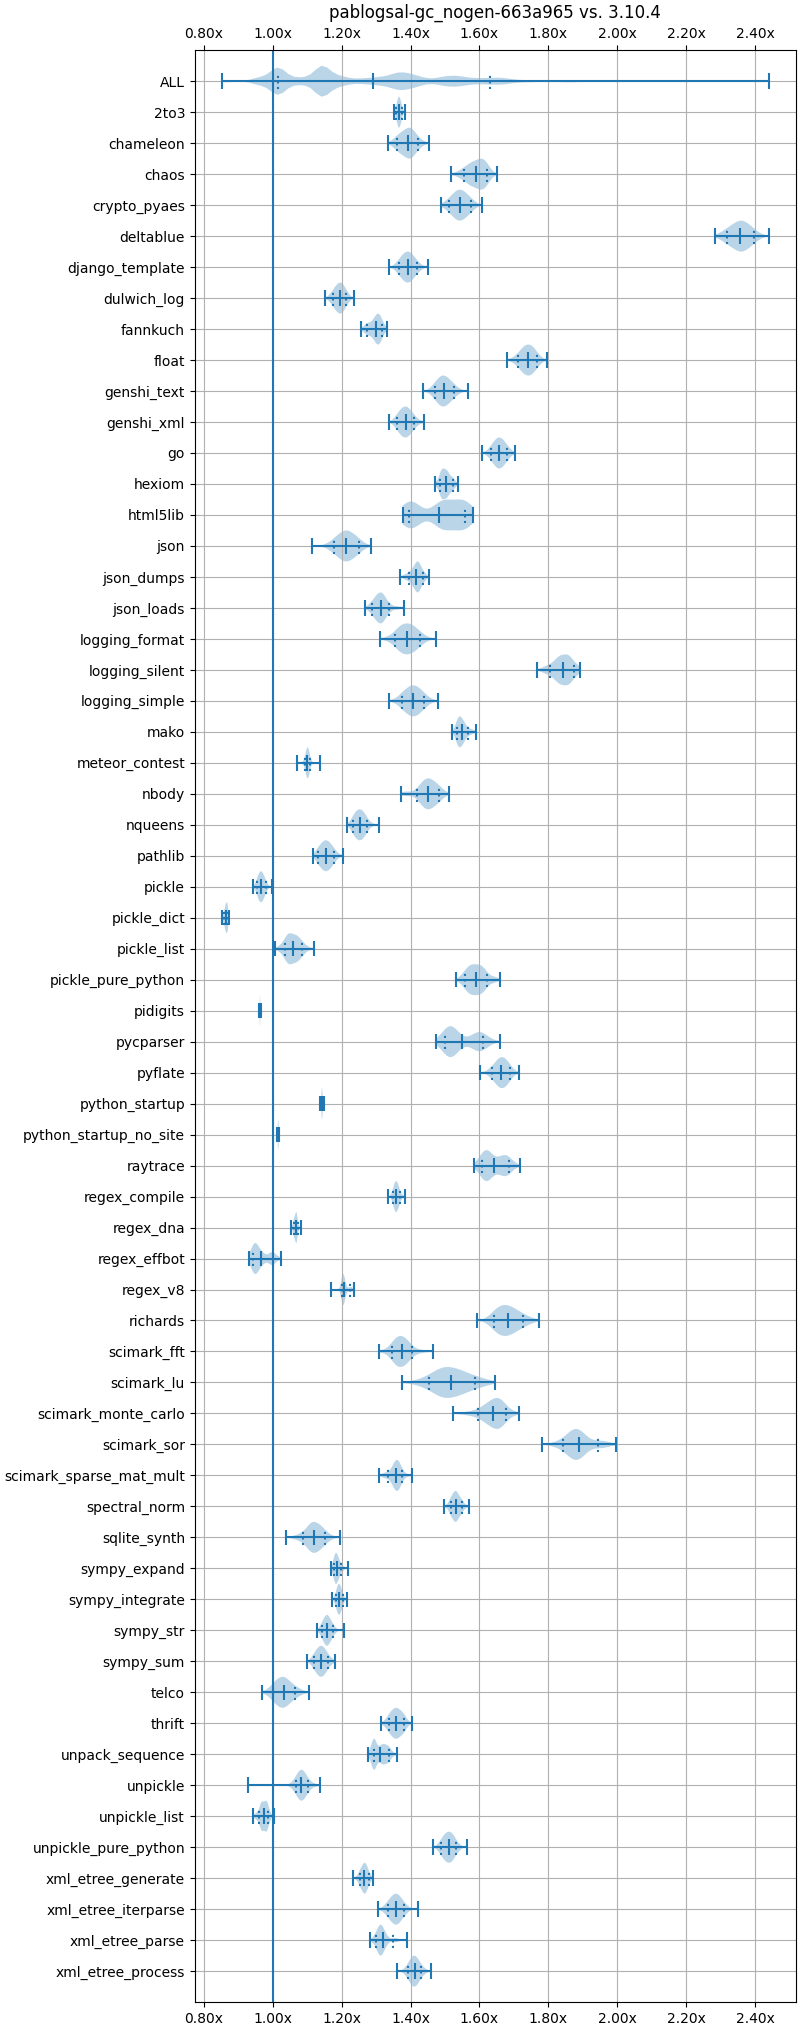 pablogsal-gc_nogen-663a965 vs. 3.10.4
0.80x 1.00x 1.20x 1.40x 1.60x 1.80x 2.00x 2.20x 2.40x
ALL
2to3
chameleon
chaos
crypto_pyaes
deltablue
django_template
dulwich_log
fannkuch
float
genshi_text
genshi_xml
go
hexiom
html5lib
json
json_dumps
json_loads
logging_format
logging_silent
logging_simple
mako
meteor_contest
nbody
nqueens
pathlib
pickle
pickle_dict
pickle_list
pickle_pure_python
pidigits
pycparser
pyflate
python_startup
python_startup_no_site
raytrace
regex_compile
regex_dna
regex_effbot
regex_v8
richards
scimark_fft
scimark_lu
scimark_monte_carlo
scimark_sor
scimark_sparse_mat_mult
spectral_norm
sqlite_synth
sympy_expand
sympy_integrate
sympy_str
sympy_sum
telco
thrift
unpack_sequence
unpickle
unpickle_list
unpickle_pure_python
xml_etree_generate
xml_etree_iterparse
xml_etree_parse
xml_etree_process
0.80x 1.00x 1.20x 1.40x 1.60x 1.80x 2.00x 2.20x 2.40x